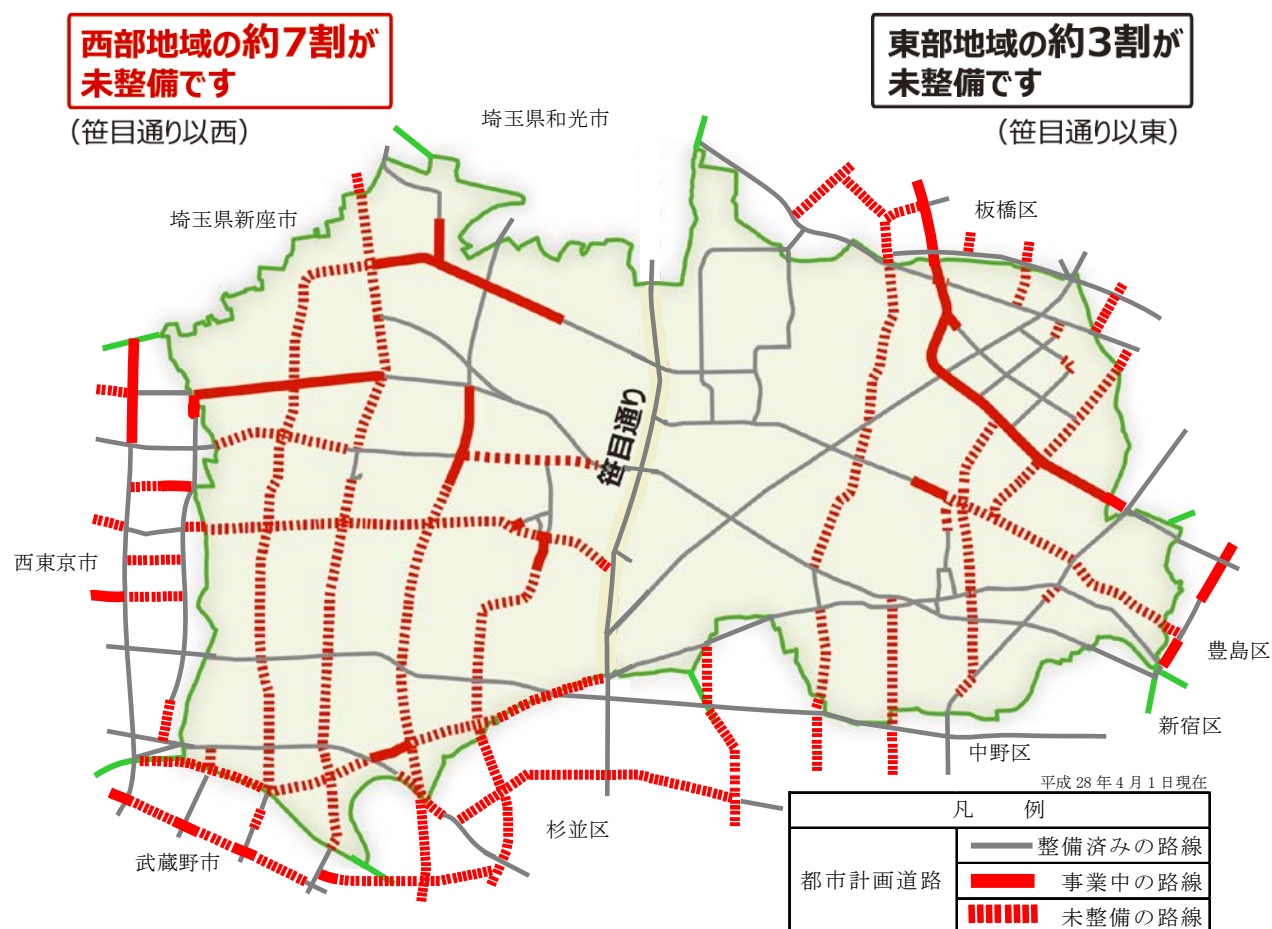 西部地域の約7割が
未整備です
(笹目通り以西)
東部地域の約3割が
未整備です
(笹目通り以東)
埼玉県和光市
埼玉県新座市
板橋区
笹目通り
西東京市
豊島区
新宿区
中野区
杉並区
武蔵野市
平成 28 年 4 月 1 日現在
凡 例
都市計画道路
整備済みの路線
事業中の路線
未整備の路線